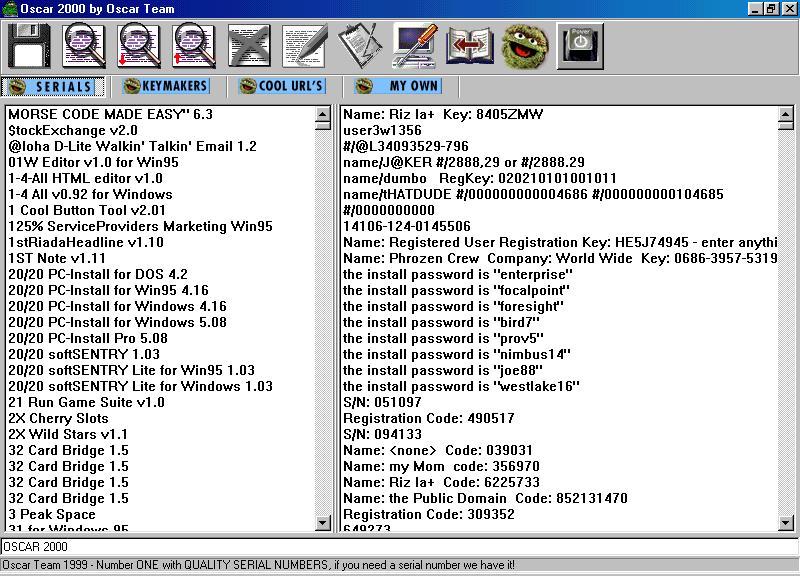 Oscar 2000 by Oscar Team
Power
SERIALS
KEYMAKERS
COOL URL'S
MY OWN
MORSE CODE MADE EASY" 6.3
$tockExchange v2.0
@loha D-Lite Walkin' Talkin' Email 1.2
01W Editor v1.0 for Win95
1-4-All HTML editor v1.0
1-4 All v0.92 for Windows
1 Cool Button Tool v2.01
125% ServiceProviders Marketing Win95
1stRiadaHeadline v1.10
1ST Note v1.11
20/20 PC-Install for DOS 4.2
20/20 PC-Install for Win95 4.16
20/20 PC-Install for Windows 4.16
20/20 PC-Install for Windows 5.08
20/20 PC-Install Pro 5.08
20/20 softSENTRY 1.03
20/20 softSENTRY Lite for Win95 1.03
20/20 softSENTRY Lite for Windows 1.03
21 Run Game Suite v1.0
2X Cherry Slots
2X Wild Stars v1.1
32 Card Bridge 1.5
32 Card Bridge 1.5
32 Card Bridge 1.5
32 Card Bridge 1.5
3 Peak Space
31 for Windows 95
Name: Riz la+  Key: 8405ZMW
user3w1356
#/@L34093529-796
name/J@KER #/2888,29 or #/2888.29
name/dumbo   RegKey: 020210101001011
name/tHATDUDE #/000000000004686 #/000000000104685
#/0000000000
14106-124-0145506
Name: Registered User Registration Key: HE5J74945 - enter anythi
Name: Phrozen Crew  Company: World Wide  Key: 0686-3957-5319
the install password is "enterprise"
the install password is "focalpoint"
the install password is "foresight"
the install password is "bird7"
the install password is "prov5"
the install password is "nimbus14"
the install password is "joe88"
the install password is "westlake16"
S/N: 051097
Registration Code: 490517
S/N: 094133
Name: <none>  Code: 039031
Name: my Mom  code: 356970
Name: Riz la+  Code: 6225733
Name: the Public Domain  Code: 852131470
Registration Code: 309352
649273
OSCAR 2000
Oscar Team 1999 - Number ONE with QUALITY SERIAL NUMBERS, if you need a serial number we have it!